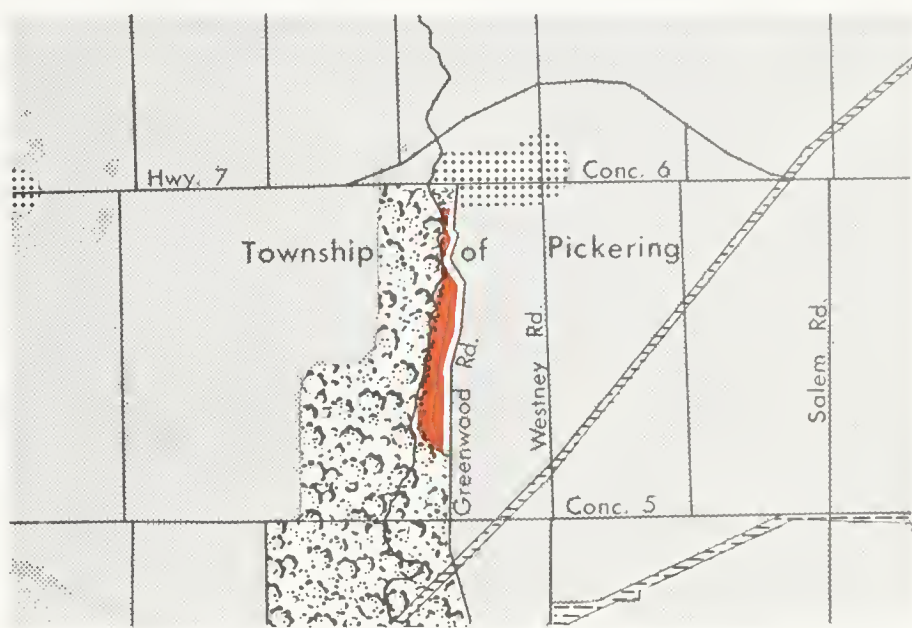 Hwy. 7
Conc. 6
Township of Pickering
Greenwood Rd.
Westney Rd.
Salem Rd.
Conc. 5